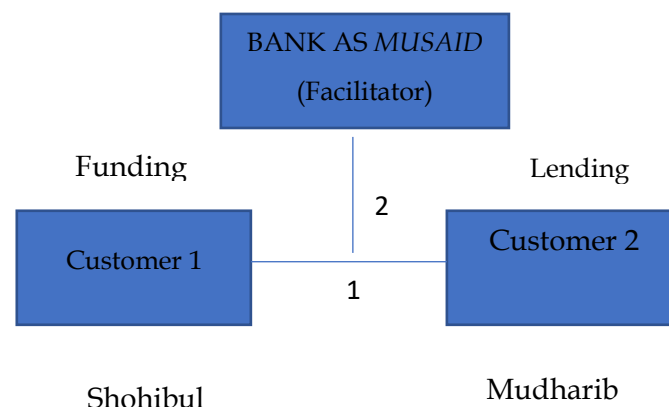 BANK AS MUSAID
(Facilitator)
Funding
Lending
2
Customer 1
Customer 2
1
Shohibul
Mudharib